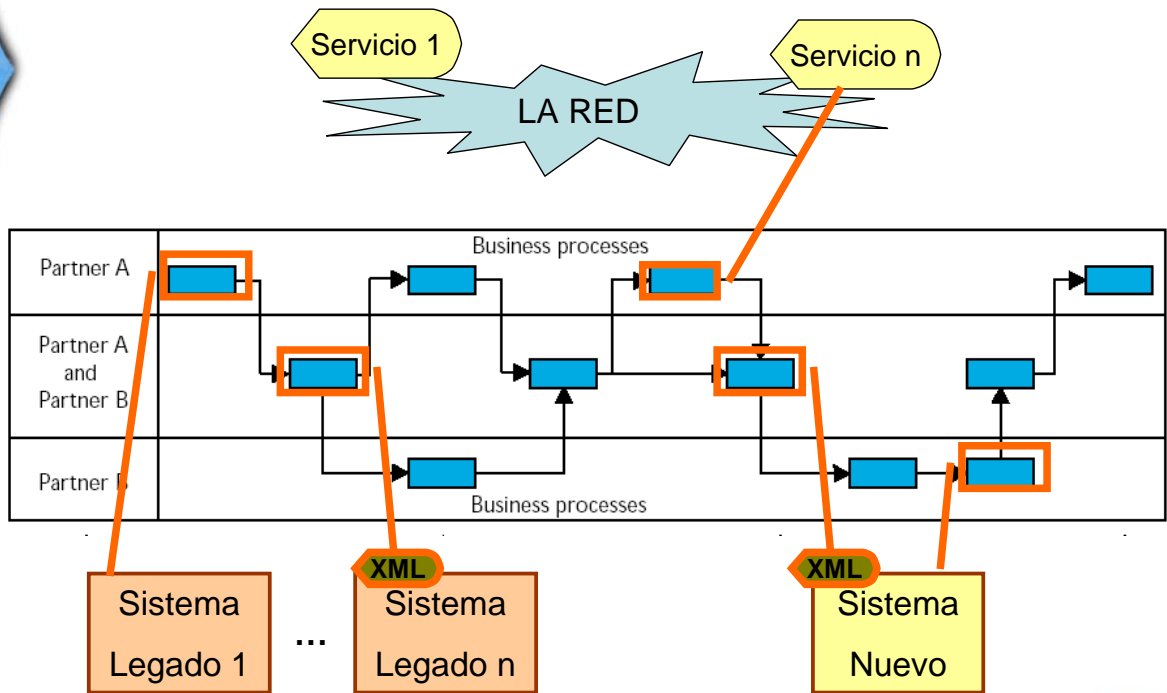 Servicio 1
Servicio n
LA RED
Business processes
Partner A
Partner A
and
Partner B
Partner B
Business processes
XML
XML
Sistema
Legado 1
...
Sistema
Legado n
Sistema
Nuevo